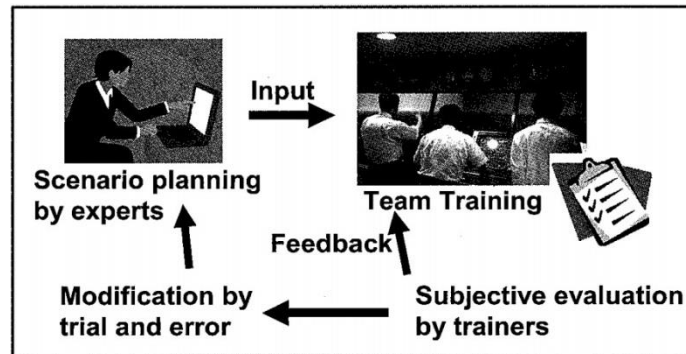 Input
Scenario planning
by experts
Team Training
Feedback
Modification by
trial and error
Subjective evaluation
by trainers